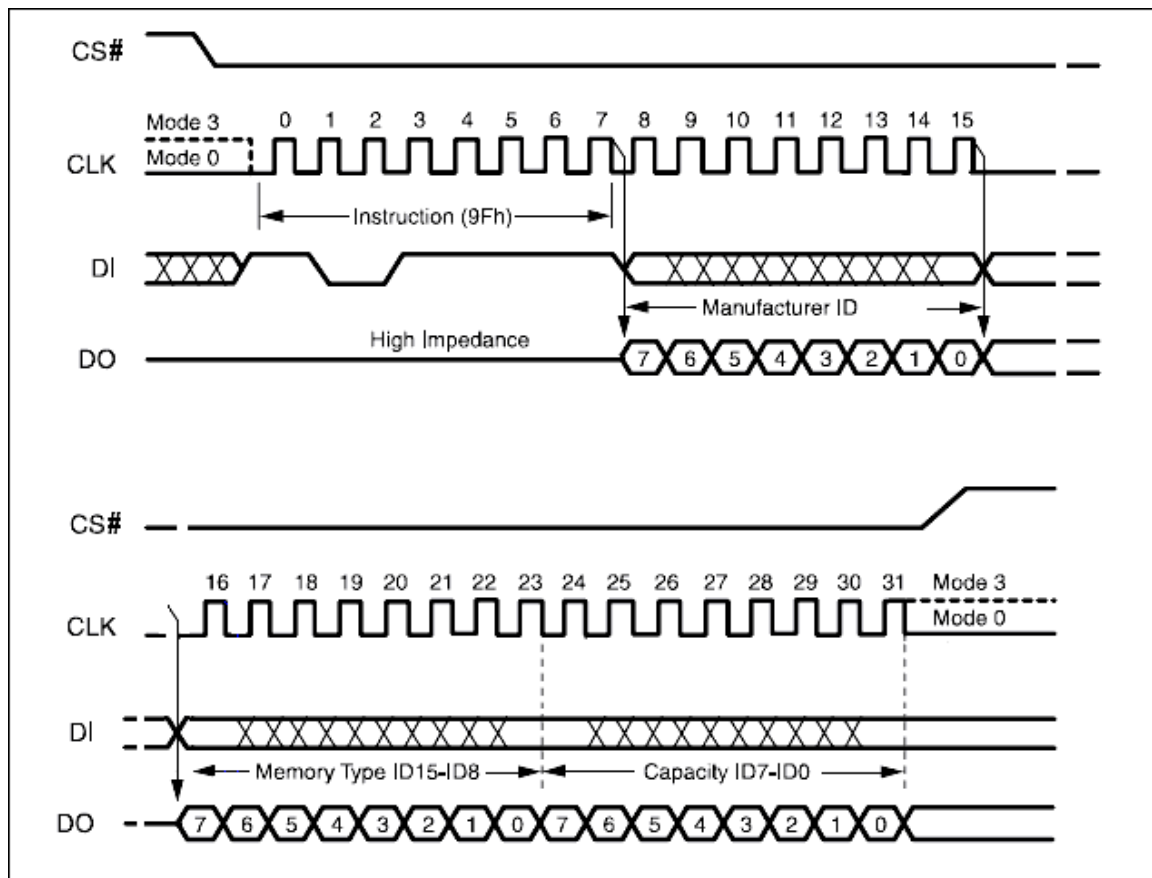 CS#
Mode 3
0 1 2 3 4 5 6 7 8 9 10 11 12 13 14 15
Mode 0
CLK
Instruction (9Fh)
DI
Manufacturer ID
High Impedance
DO
7 6 5 4 3 2 1 0
CS#
16 17 18 19 20 21 22 23 24 25 26 27 28 29 30 31
Mode 3
CLK
Mode 0
DI
Memory Type ID15-ID8
Capacity ID7-ID0
DO
7 6 5 4 3 2 1 0 7 6 5 4 3 2 1 0